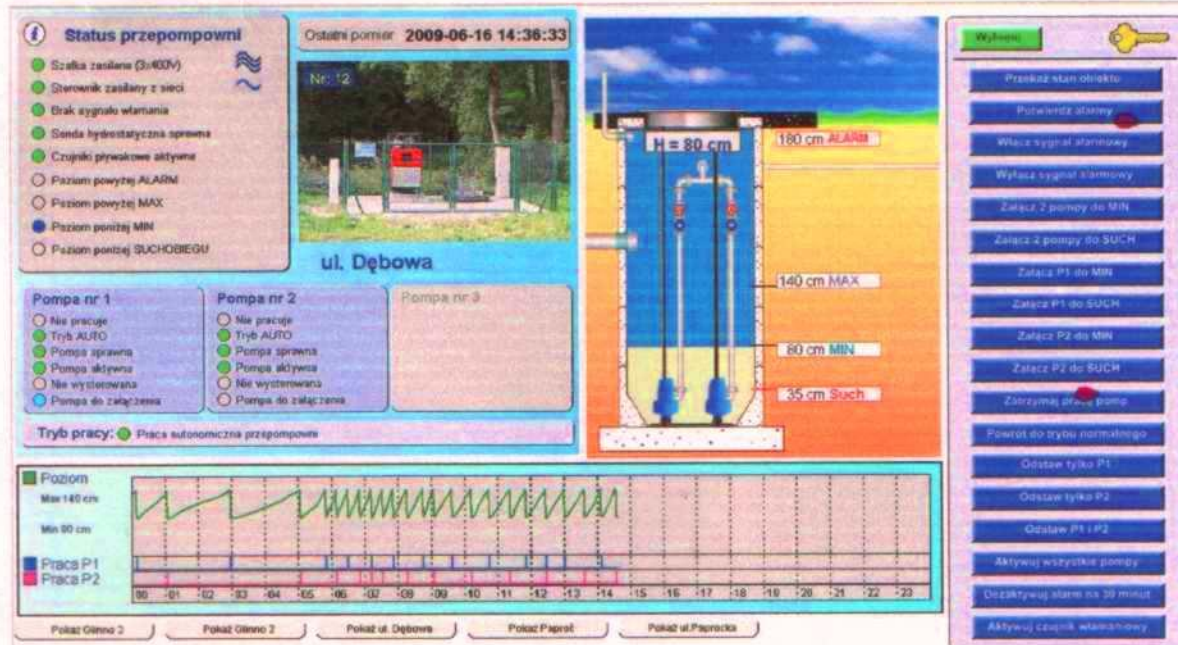 Status przepompowni
Szafka zasilana (3x400V)
Sterownik zasilany z sieci
Brak sygnału włamania
Sonda hydrostatyczna sprawna
Czujniki pływakowe aktywne
Poziom powyżej ALARM
Poziom powyżej MAX
Poziom poniżej MIN
Poziom poniżej SUCHOBIEGU
Ostatni pomiar 2009-06-16 14:36:33
Nr: 12
ul. Dębowa
Pompa nr 1
Nie pracuje
Tryb AUTO
Pompa sprawna
Pompa aktywna
Nie wysterowana
Pompa do załączenia
Pompa nr 2
Nie pracuje
Tryb AUTO
Pompa sprawna
Pompa aktywna
Nie wysterowana
Pompa do załączenia
Pompa nr 3
Tryb pracy: Praca autonomiczna przepompowni
H = 80 cm
180 cm ALARM
140 cm MAX
80 cm MIN
35 cm Such
Wykonaj
Przekaż stan obiektu
Potwierdz alarmy
Włącz sygnał alarmowy
Wyłącz sygnał alarmowy
Załącz 2 pompy do MIN
Załącz 2 pompy do SUCH
Załącz P1 do MIN
Załącz P1 do SUCH
Załącz P2 do MIN
Załącz P2 do SUCH
Zatrzymaj pracę pomp
Powrót do trybu normalnego
Odstaw tylko P1
Odstaw tylko P2
Odstaw P1 i P2
Aktywuj wszystkie pompy
Dezaktywuj alarm na 30 minut
Aktywuj czujnik włamaniowy
Poziom
Max 140 cm
Min 80 cm
Praca P1
Praca P2
00 01 02 03 04 05 06 07 08 09 10 11 12 13 14 15 16 17 18 19 20 21 22 23
Pokaż Glinno 3
Pokaż Glinno 2
Pokaż ul. Dębowa
Pokaż Paproć
Pokaż ul.Paprocka